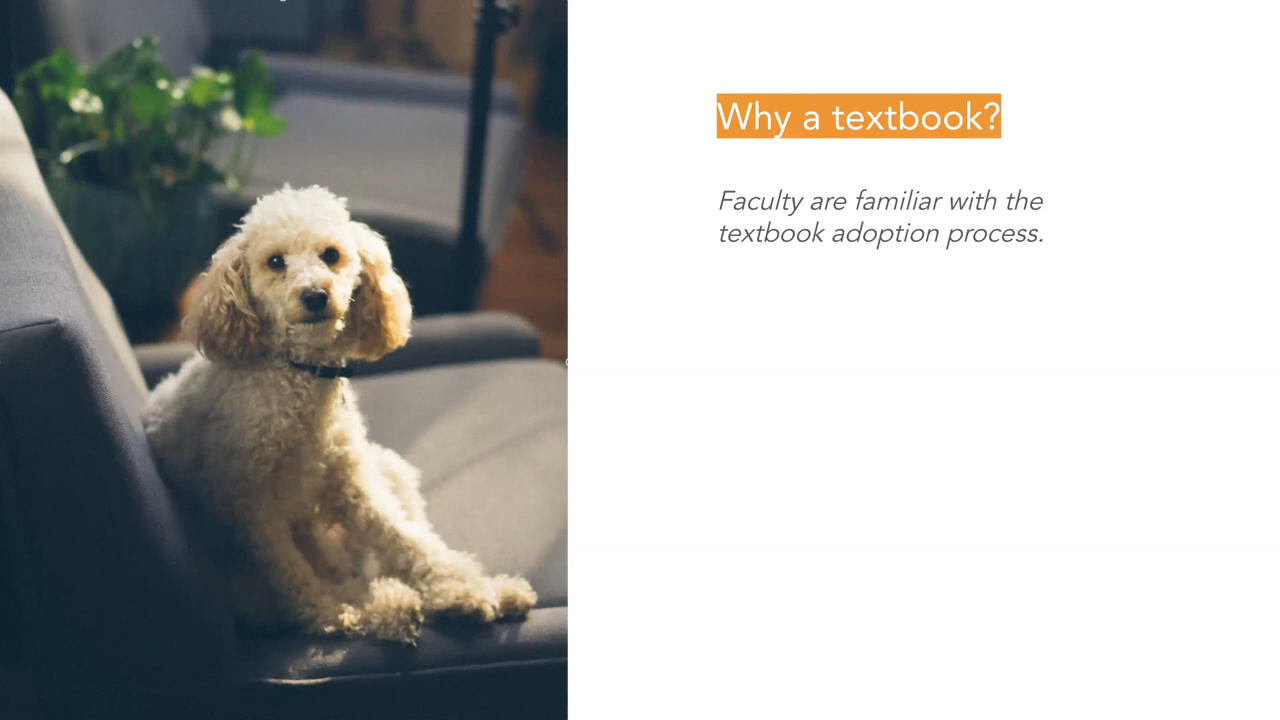 Why a textbook?
Faculty are familiar with the
textbook adoption process.